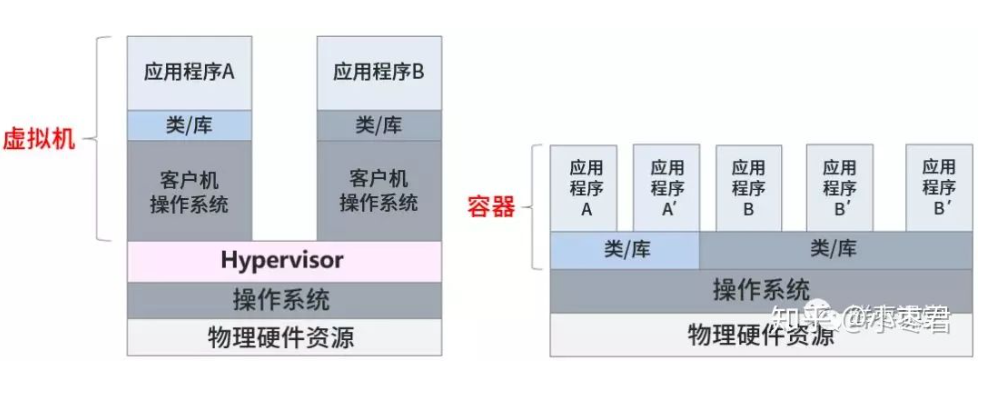 虚拟机
应用程序A
类/库
客户机
操作系统
应用程序B
类/库
客户机
操作系统
Hypervisor
操作系统
物理硬件资源
容器
应用
程序
A
应用
程序
A’
应用
程序
B
应用
程序
B’
应用
程序
B’
类/库
类/库
操作系统
物理硬件资源
知乎 @小枣君